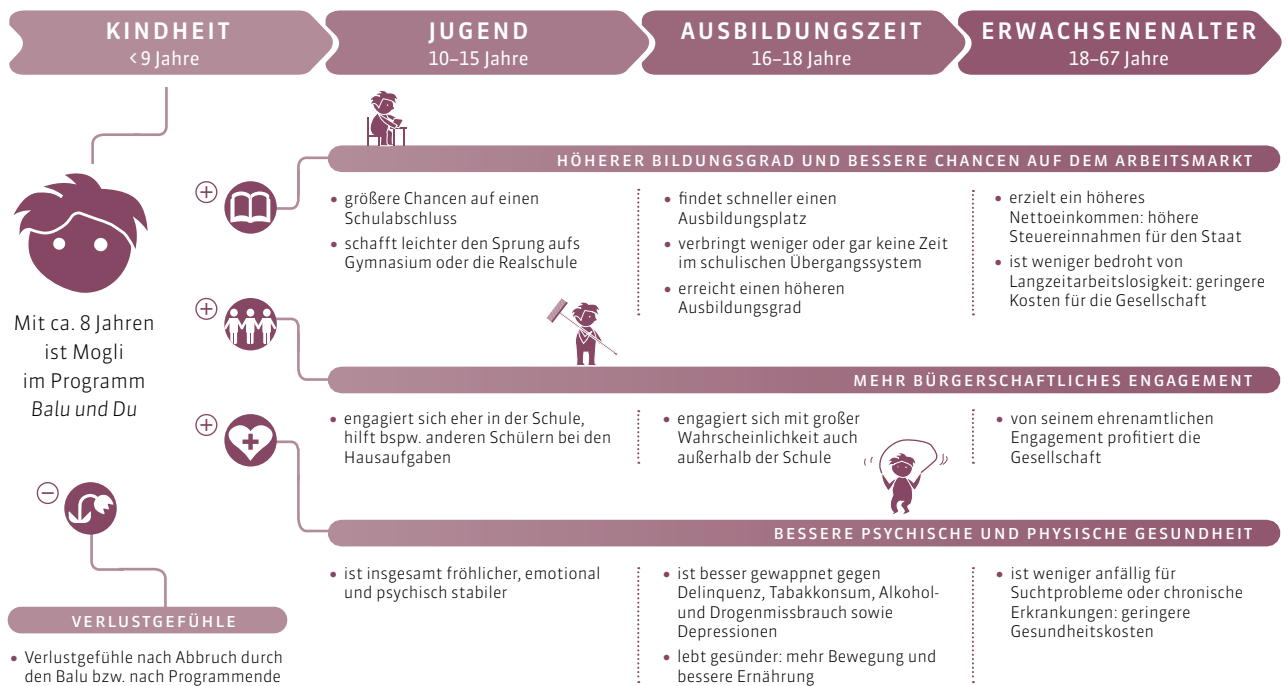 KINDHEIT
< 9 Jahre
JUGEND
10–15 Jahre
AUSBILDUNGSZEIT
16–18 Jahre
ERWACHSENENALTER
18–67 Jahre
Mit ca. 8 Jahren
ist Mogli
im Programm
Balu und Du
HÖHERER BILDUNGSGRAD UND BESSERE CHANCEN AUF DEM ARBEITSMARKT
• größere Chancen auf einen
Schulabschluss
• schafft leichter den Sprung aufs
Gymnasium oder die Realschule
• findet schneller einen
Ausbildungsplatz
• verbringt weniger oder gar keine Zeit
im schulischen Übergangssystem
• erreicht einen höheren
Ausbildungsgrad
• erzielt ein höheres
Nettoeinkommen: höhere
Steuereinnahmen für den Staat
• ist weniger bedroht von
Langzeitarbeitslosigkeit: geringere
Kosten für die Gesellschaft
MEHR BÜRGERSCHAFTLICHES ENGAGEMENT
• engagiert sich eher in der Schule,
hilft bspw. anderen Schülern bei den
Hausaufgaben
• engagiert sich mit großer
Wahrscheinlichkeit auch
außerhalb der Schule
• von seinem ehrenamtlichen
Engagement profitiert die
Gesellschaft
BESSERE PSYCHISCHE UND PHYSISCHE GESUNDHEIT
• ist insgesamt fröhlicher, emotional
und psychisch stabiler
• ist besser gewappnet gegen
Delinquenz, Tabakkonsum, Alkohol-
und Drogenmissbrauch sowie
Depressionen
• lebt gesünder: mehr Bewegung und
bessere Ernährung
• ist weniger anfällig für
Suchtprobleme oder chronische
Erkrankungen: geringere
Gesundheitskosten
VERLUSTGEFÜHLE
• Verlustgefühle nach Abbruch durch
den Balu bzw. nach Programmende